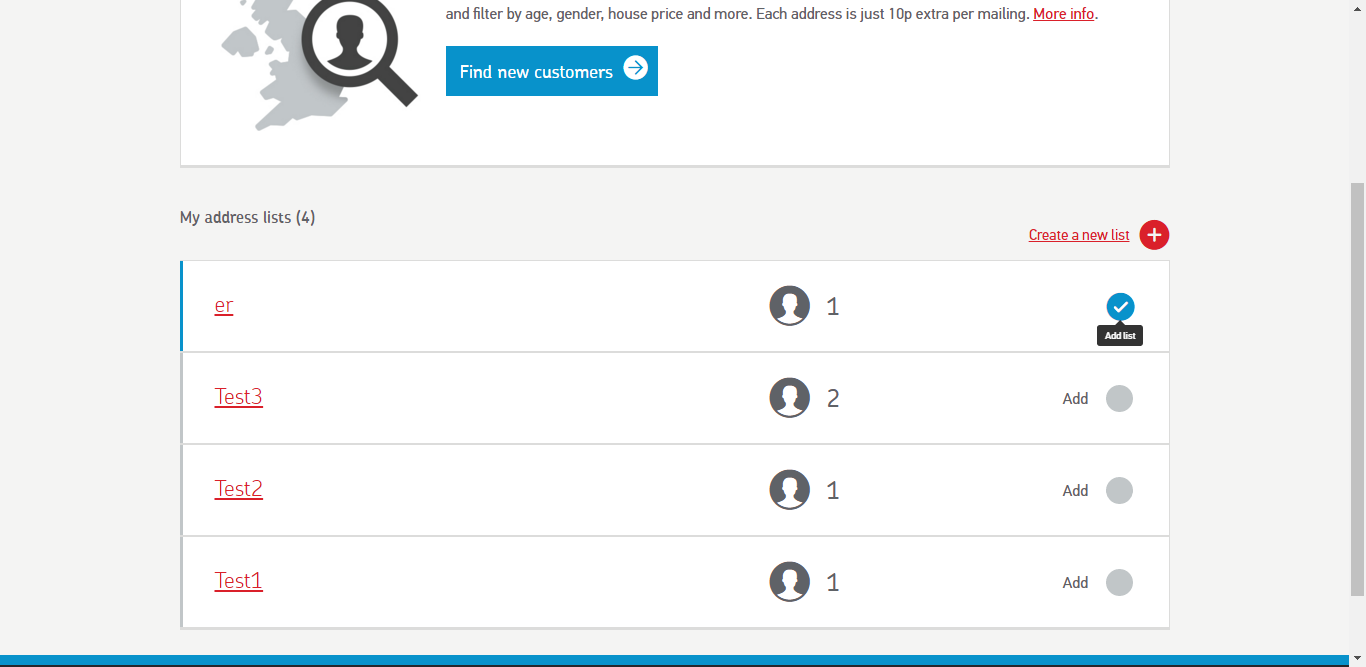 and filter by age, gender, house price and more. Each address is just 10p extra per mailing. More info.
Find new customers
My address lists (4)
Create a new list
er 1
Add list
Test3 2 Add
Test2 1 Add
Test1 1 Add